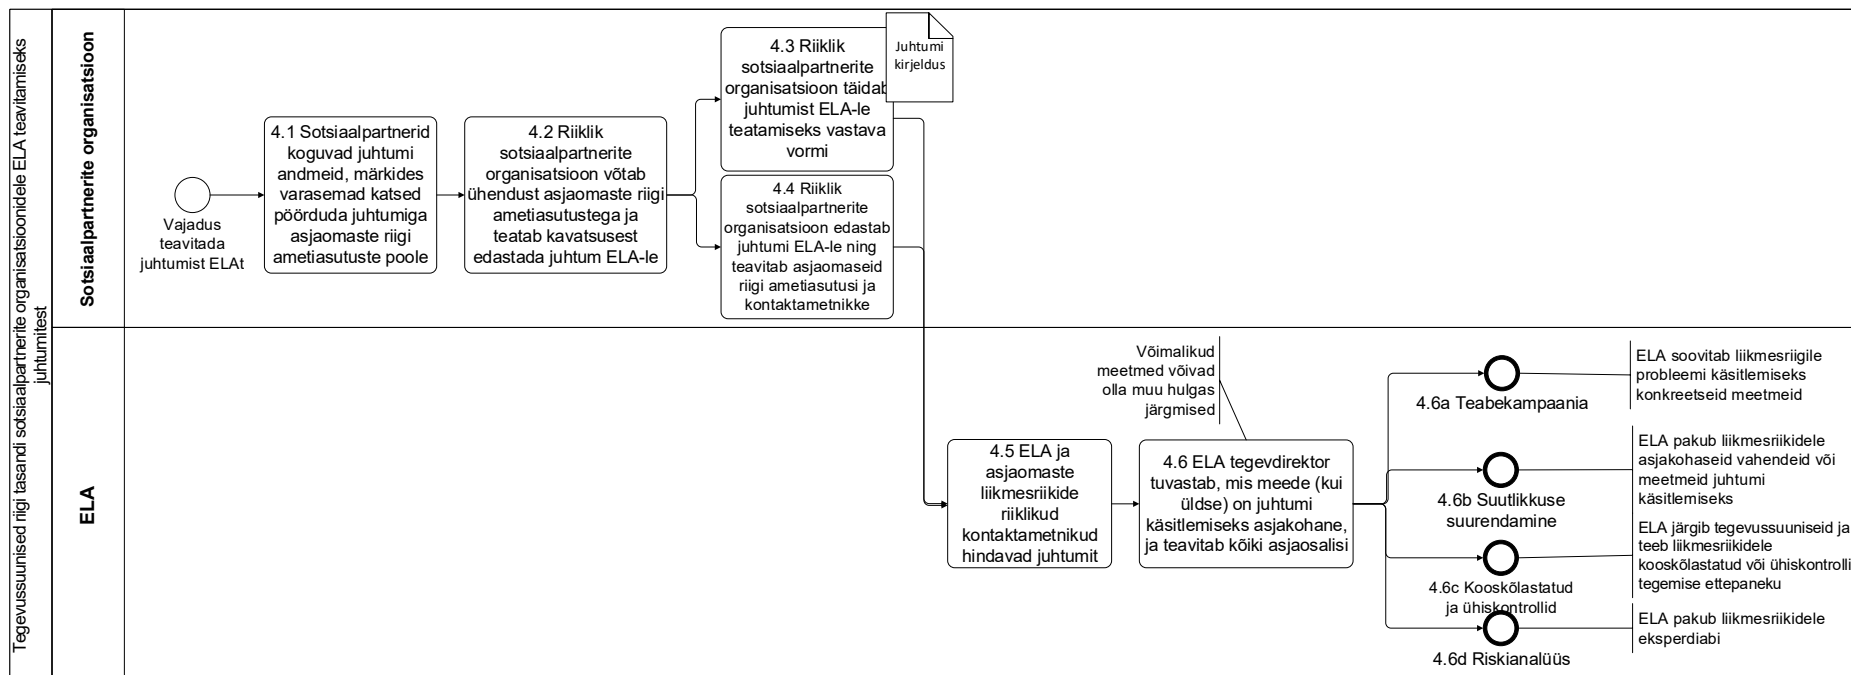 Tegevussuunised riigi tasandi sotsiaalpartnerite organisatsioonidele ELA teavitamiseks
juhtumitest
Sotsiaalpartnerite organisatsioon
Vajadus
teavitada
juhtumist ELAt
4.1 Sotsiaalpartnerid
koguvad juhtumi
andmeid, märkides
varasemad katsed
pöörduda juhtumiga
asjaomaste riigi
ametiasutuste poole
4.2 Riiklik
sotsiaalpartnerite
organisatsioon võtab
ühendust asjaomaste riigi
ametiasutustega ja
teatab kavatsusest
edastada juhtum ELA-le
4.3 Riiklik
sotsiaalpartnerite
organisatsioon täidab
juhtumist ELA-le
teatamiseks vastava
vormi
Juhtumi
kirjeldus
4.4 Riiklik
sotsiaalpartnerite
organisatsioon edastab
juhtumi ELA-le ning
teavitab asjaomaseid
riigi ametiasutusi ja
kontaktametnikke
ELA
4.5 ELA ja
asjaomaste
liikmesriikide
riiklikud
kontaktametnikud
hindavad juhtumit
Võimalikud
meetmed võivad
olla muu hulgas
järgmised
4.6 ELA tegevdirektor
tuvastab, mis meede (kui
üldse) on juhtumi
käsitlemiseks asjakohane,
ja teavitab kõiki asjaosalisi
4.6a Teabekampaania
ELA soovitab liikmesriigile
probleemi käsitlemiseks
konkreetseid meetmeid
4.6b Suutlikkuse
suurendamine
ELA pakub liikmesriikidele
asjakohaseid vahendeid või
meetmeid juhtumi
käsitlemiseks
4.6c Kooskõlastatud
ja ühiskontrollid
ELA järgib tegevussuuniseid ja
teeb liikmesriikidele
kooskõlastatud või ühiskontrolli
tegemise ettepaneku
4.6d Riskianalüüs
ELA pakub liikmesriikidele
eksperdiabi